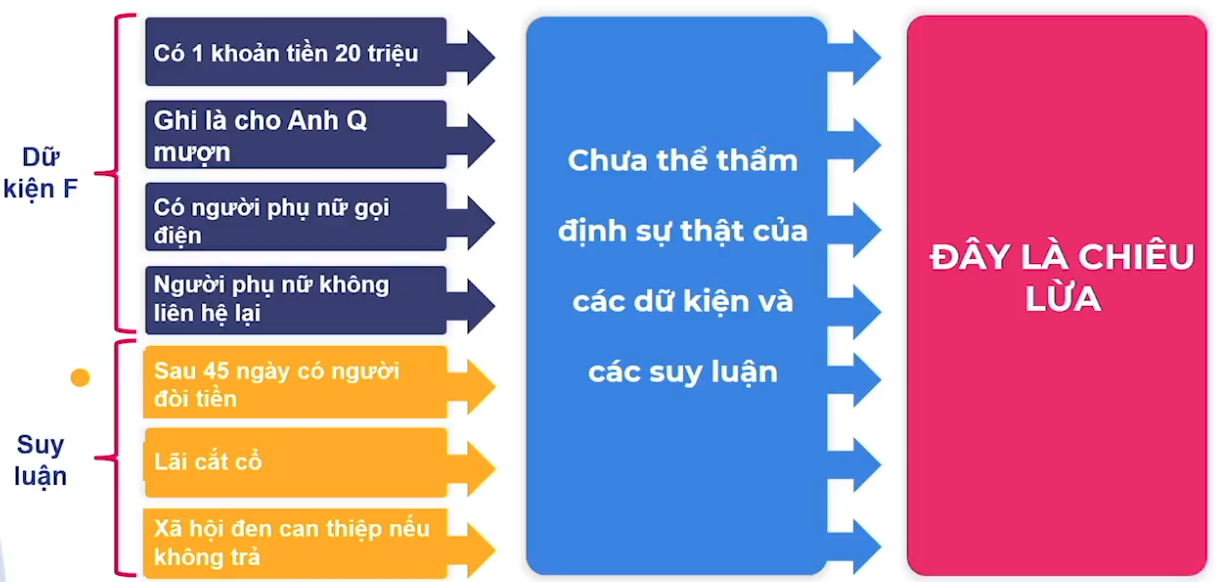 Dữ
kiện F
Có 1 khoản tiền 20 triệu
Ghi là cho Anh Q
mượn
Có người phụ nữ gọi
điện
Người phụ nữ không
liên hệ lại
Suy
luận
Sau 45 ngày có người
đòi tiền
Lãi cắt cổ
Xã hội đen can thiệp nếu
không trả
Chưa thể thẩm
định sự thật của
các dữ kiện và
các suy luận
ĐÂY LÀ CHIÊU
LỪA